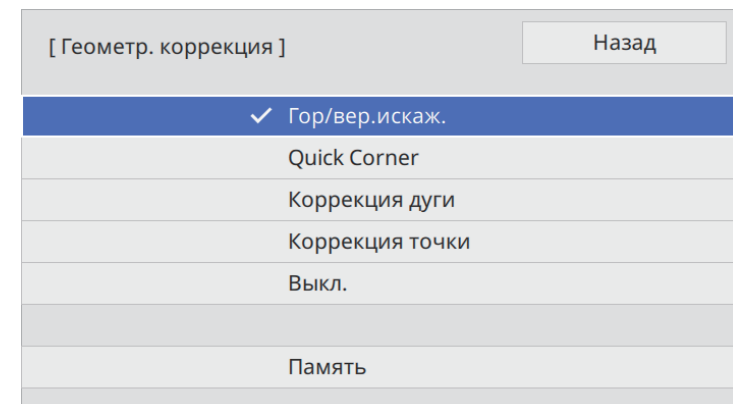 [ Геометр. коррекция ]
Назад
Гор/вер.искаж.
Quick Corner
Коррекция дуги
Коррекция точки
Выкл.
Память